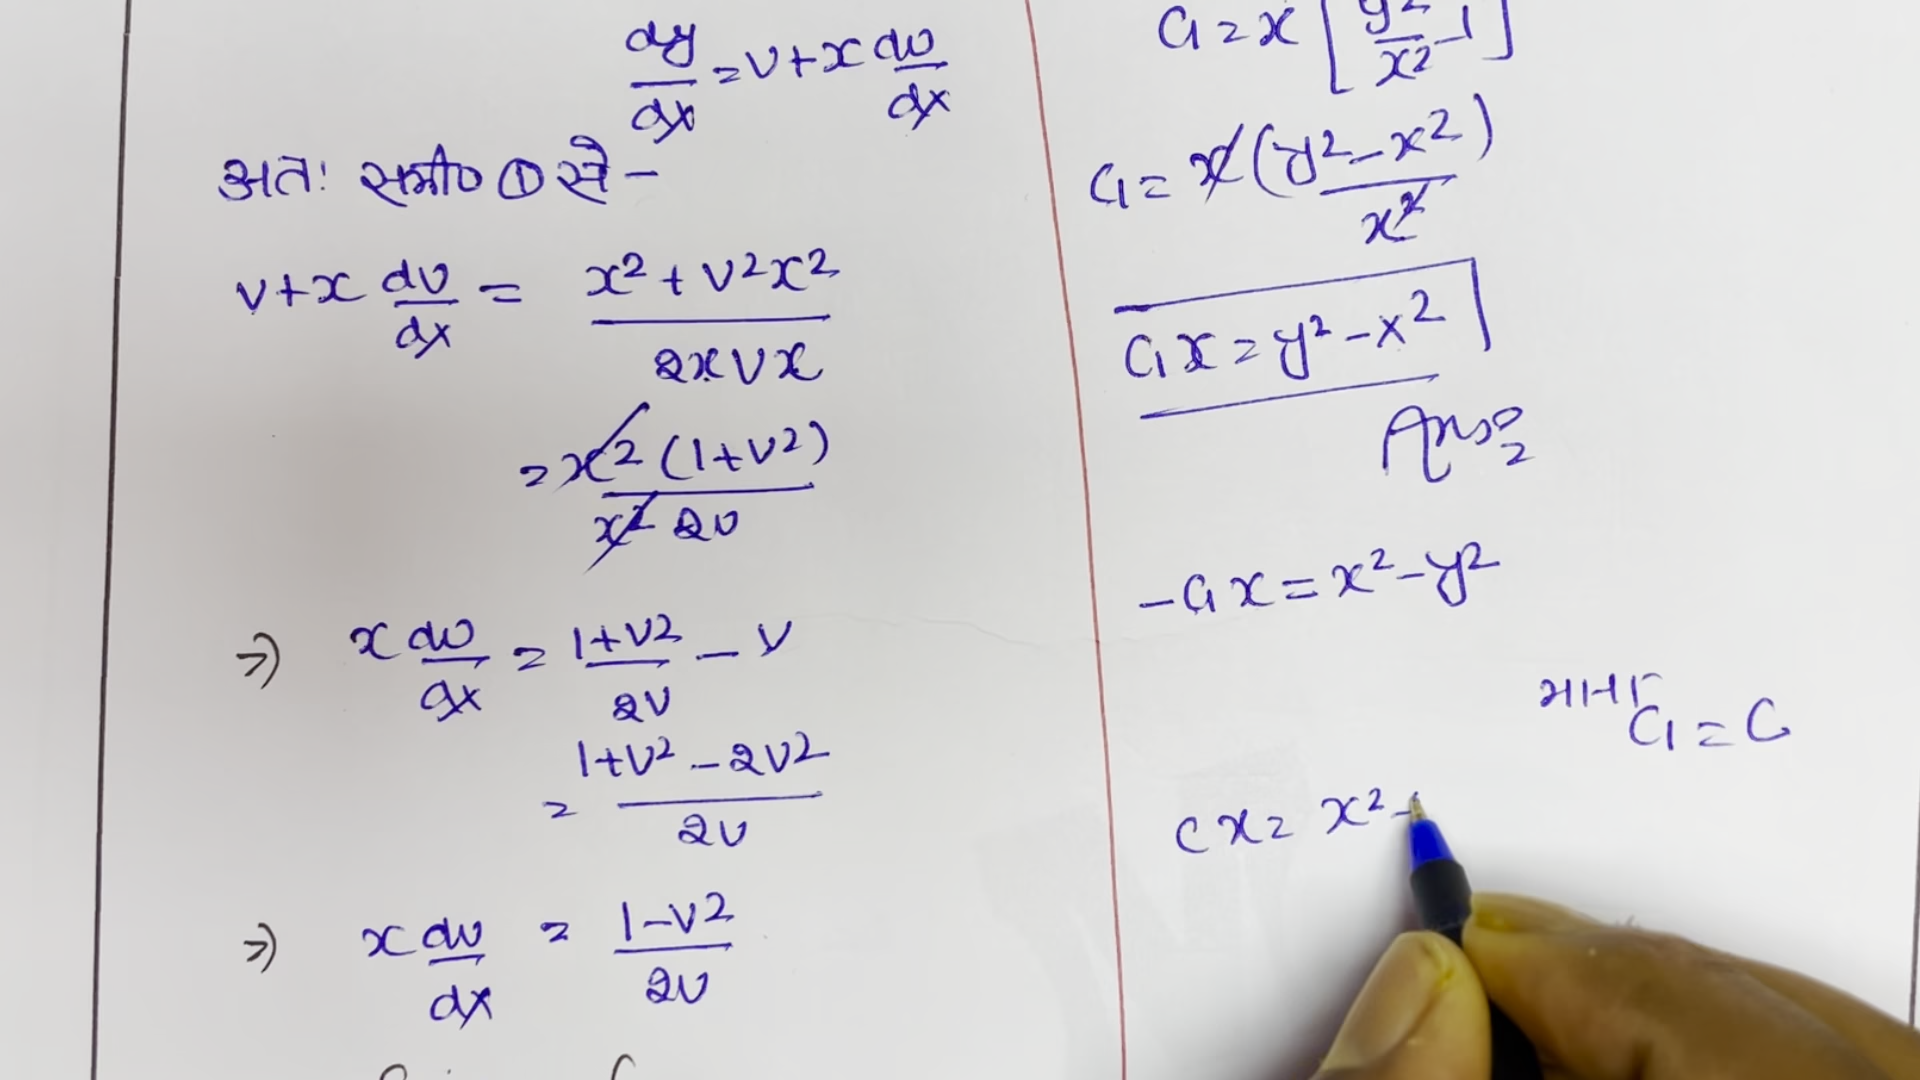 dy/dx = v + x dv/dx
अतः समी० ① से –
v + x dv/dx = (x² + v²x²)/(2xvx)
= x²(1+v²)/(x² 2v)
⇒ x dv/dx = (1+v²)/2v – v
= (1+v² – 2v²)/2v
⇒ x dv/dx = (1–v²)/2v
C₁ = x [y²/x² – 1]
C₁ = x (y² – x²)/x²
C₁x = y² – x²
Ans
– C₁x = x² – y²
माना
C₁ = C
Cx = x² –